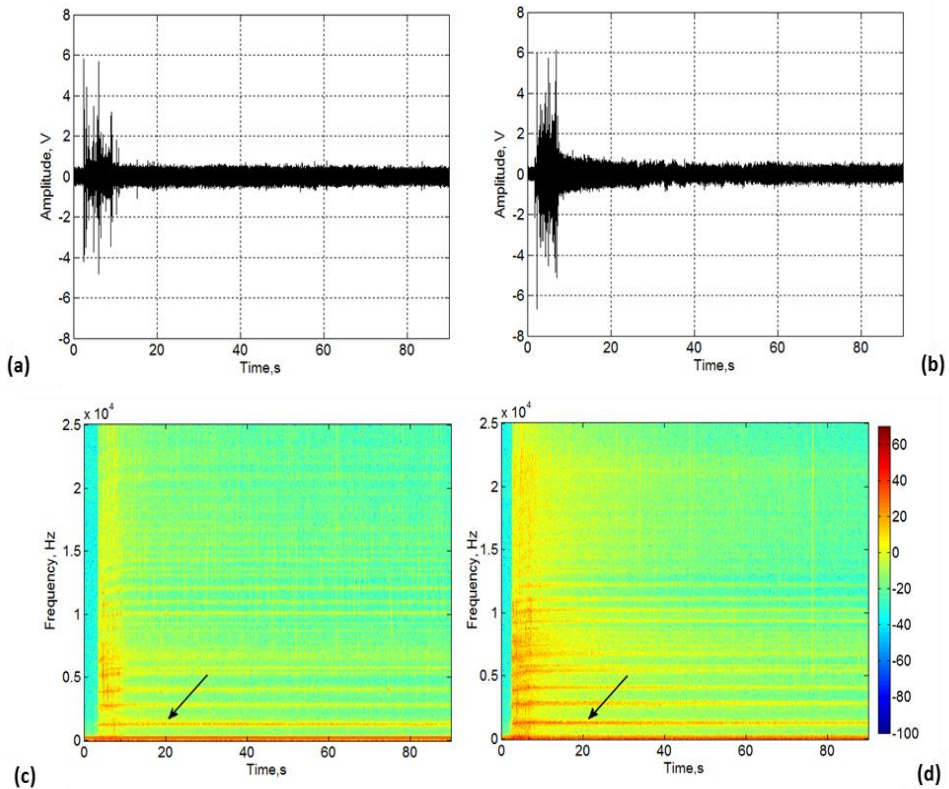 8
6
4
2
0
-2
-4
-6
-8
Amplitude, V
0 20 40 60 80
Time,s
(a)
8
6
4
2
0
-2
-4
-6
-8
Amplitude, V
0 20 40 60 80
Time,s
(b)
x 10^4
2.5
2
1.5
1
0.5
0
Frequency, Hz
0 20 40 60 80
Time,s
(c)
x 10^4
2.5
2
1.5
1
0.5
0
Frequency, Hz
0 20 40 60 80
Time,s
60
40
20
0
-20
-40
-60
-80
-100
(d)